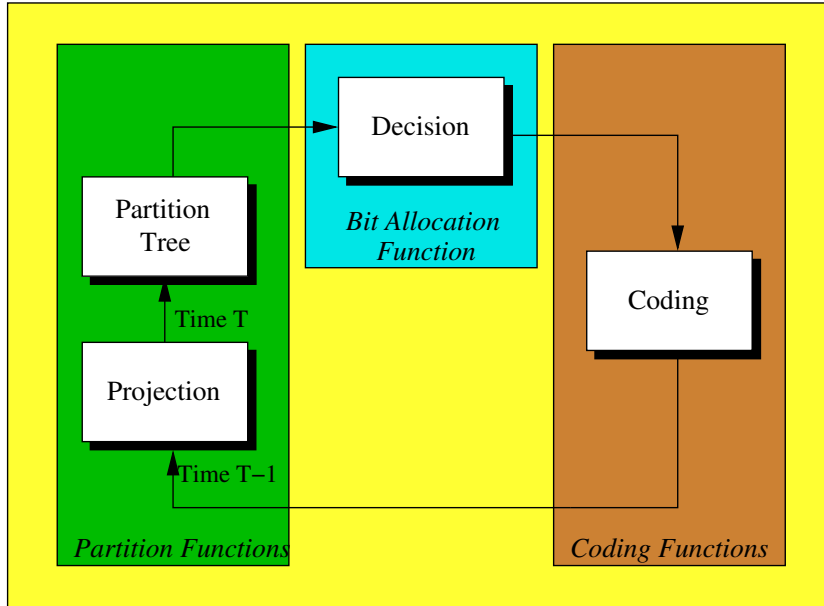 Decision
Partition
Tree
Bit Allocation
Function
Coding
Time T
Projection
Time T−1
Partition Functions
Coding Functions